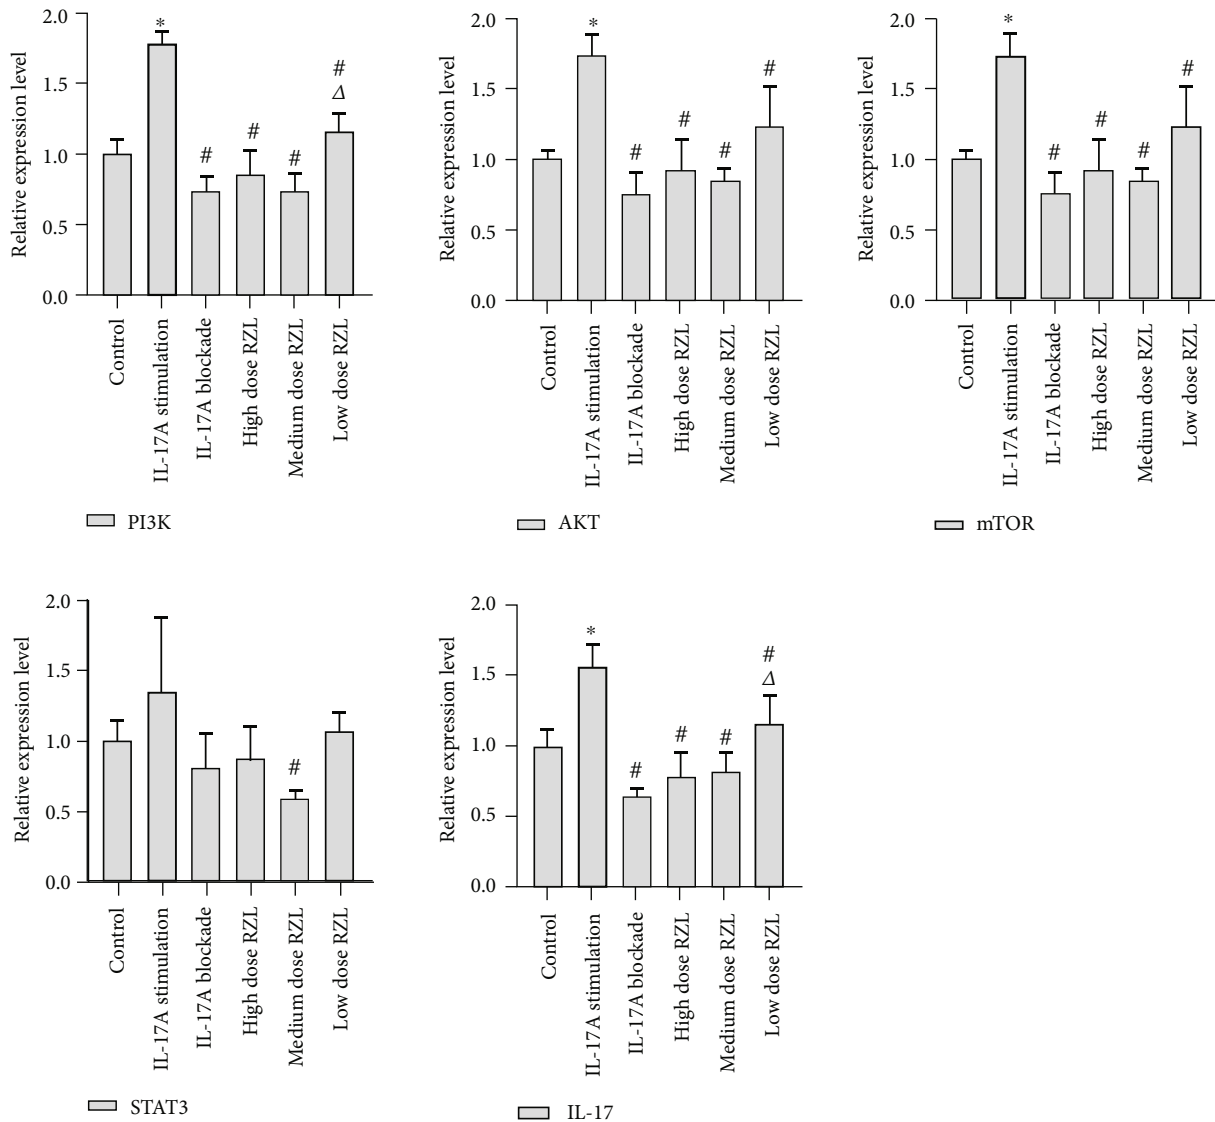 Relative expression level
2.0
1.5
1.0
0.5
0.0
*
#
#
#
#
Δ
Control
IL-17A stimulation
IL-17A blockade
High dose RZL
Medium dose RZL
Low dose RZL
PI3K
Relative expression level
2.0
1.5
1.0
0.5
0.0
*
#
#
#
#
Control
IL-17A stimulation
IL-17A blockade
High dose RZL
Medium dose RZL
Low dose RZL
AKT
Relative expression level
2.0
1.5
1.0
0.5
0.0
*
#
#
#
#
Control
IL-17A stimulation
IL-17A blockade
High dose RZL
Medium dose RZL
Low dose RZL
mTOR
Relative expression level
2.0
1.5
1.0
0.5
0.0
#
Control
IL-17A stimulation
IL-17A blockade
High dose RZL
Medium dose RZL
Low dose RZL
STAT3
Relative expression level
2.0
1.5
1.0
0.5
0.0
*
#
#
#
#
Δ
Control
IL-17A stimulation
IL-17A blockade
High dose RZL
Medium dose RZL
Low dose RZL
IL-17